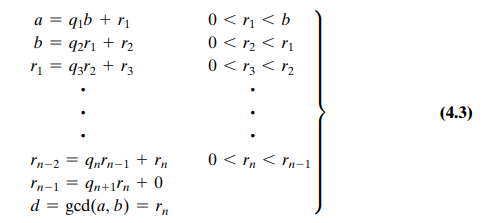 a = q₁b + r₁ 0 < r₁ < b
b = q₂r₁ + r₂ 0 < r₂ < r₁
r₁ = q₃r₂ + r₃ 0 < r₃ < r₂
• •
• • (4.3)
• •
rₙ₋₂ = qₙrₙ₋₁ + rₙ 0 < rₙ < rₙ₋₁
rₙ₋₁ = qₙ₊₁rₙ + 0
d = gcd(a, b) = rₙ